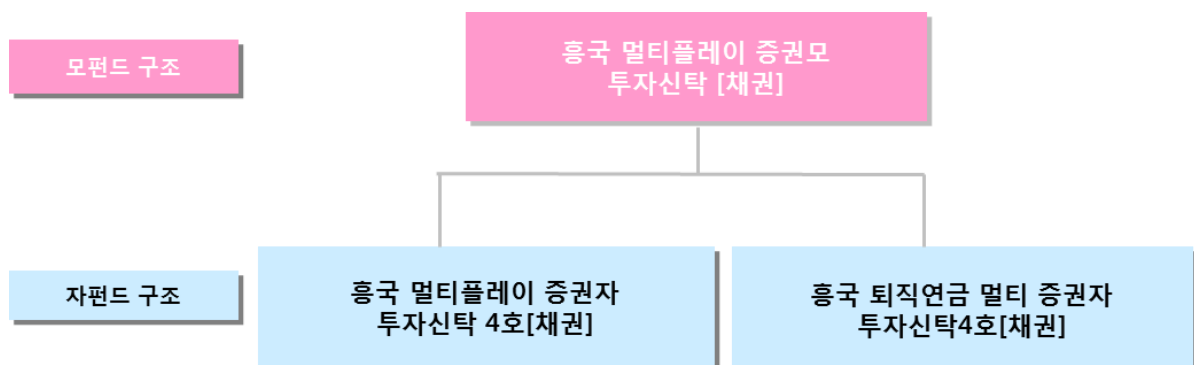 모펀드 구조
흥국 멀티플레이 증권모
투자신탁 [채권]
자펀드 구조
흥국 멀티플레이 증권자
투자신탁 4호[채권]
흥국 퇴직연금 멀티 증권자
투자신탁4호[채권]